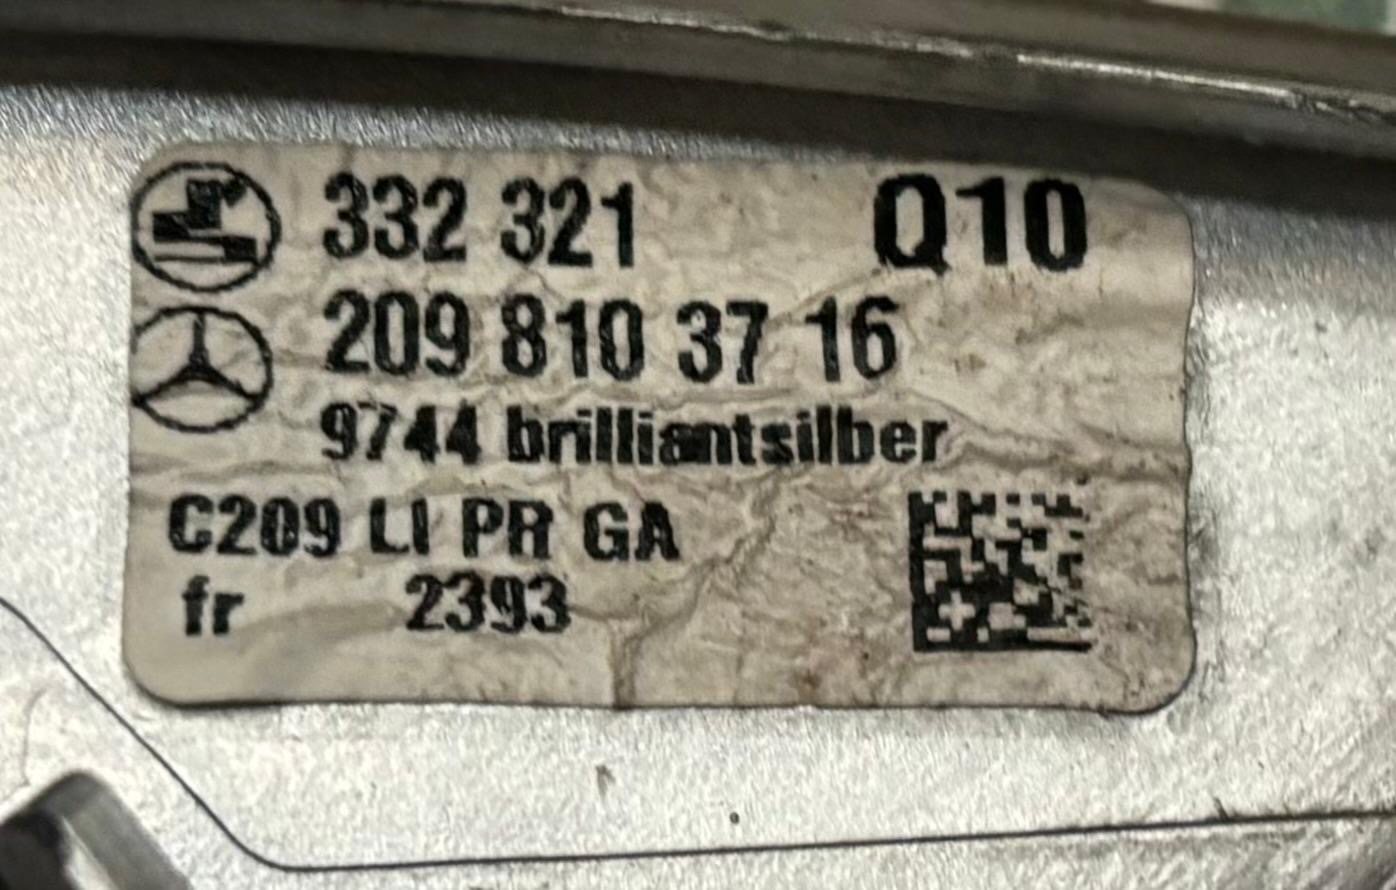 332 321 Q10
209 810 37 16
9744 brilliantsilber
C209 LI PR GA
fr 2393